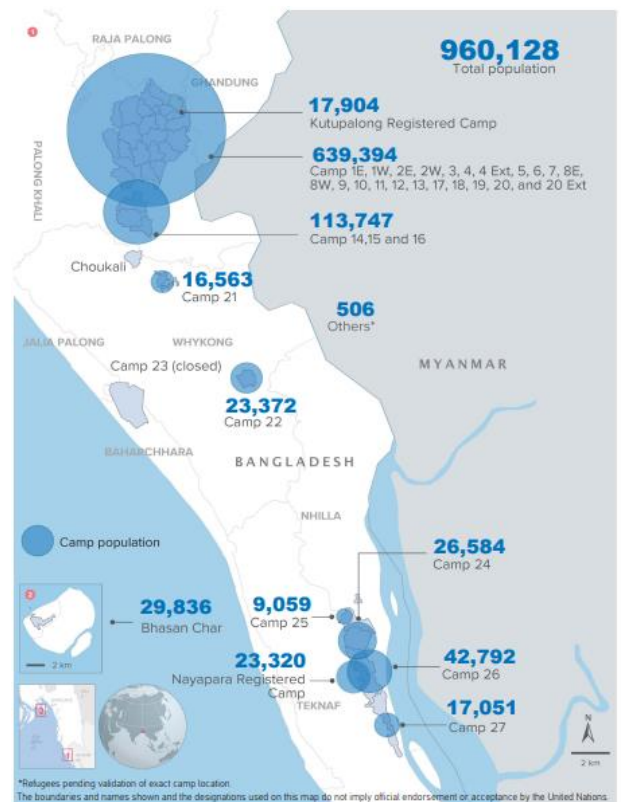 1
RAJA PALONG
960,128
Total population
GHANDUNG
17,904
Kutupalong Registered Camp
PALONG KHALI
639,394
Camp 1E, 1W, 2E, 2W, 3, 4, 4 Ext, 5, 6, 7, 8E,
8W, 9, 10, 11, 12, 13, 17, 18, 19, 20, and 20 Ext
113,747
Camp 14,15 and 16
Choukali
16,563
Camp 21
506
Others*
JALIA PALONG
WHYKONG
Camp 23 (closed)
MYANMAR
23,372
Camp 22
BAHARCHHARA
BANGLADESH
NHILLA
Camp population
26,584
Camp 24
2
29,836
Bhasan Char
2 km
9,059
Camp 25
23,320
Nayapara Registered
Camp
42,792
Camp 26
TEKNAF
17,051
Camp 27
N
2 km
*Refugees pending validation of exact camp location.
The boundaries and names shown and the designations used on this map do not imply official endorsement or acceptance by the United Nations.